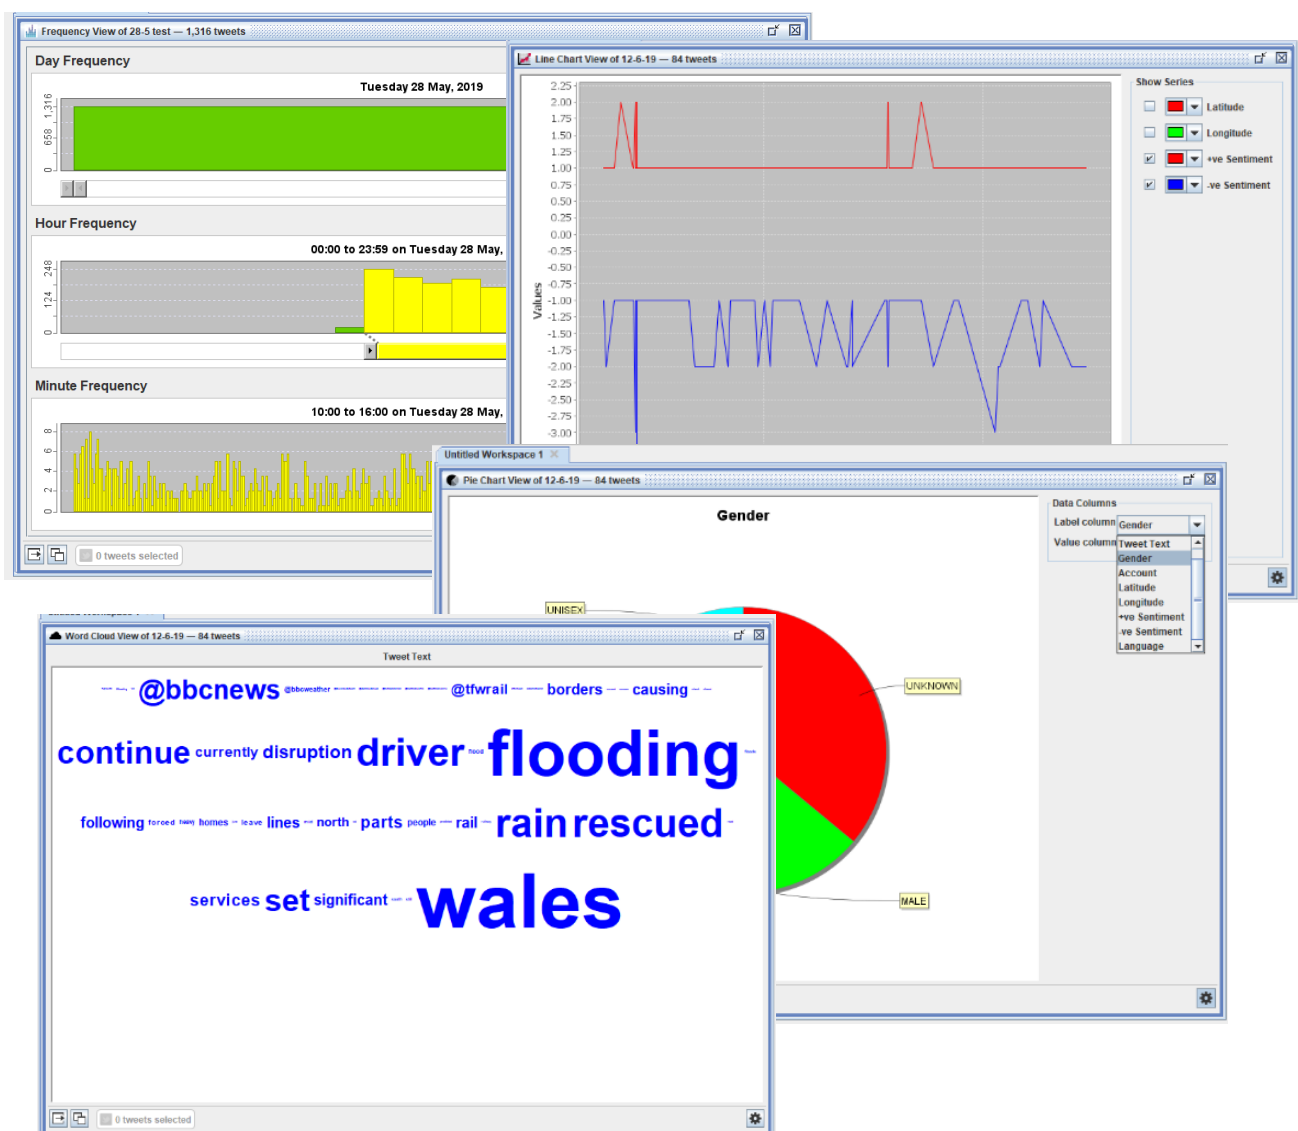 Frequency View of 28-5 test — 1,316 tweets
Day Frequency
Tuesday 28 May, 2019
1,316
658
0
Hour Frequency
00:00 to 23:59 on Tuesday 28 May,
248
124
0
Minute Frequency
10:00 to 16:00 on Tuesday 28 May,
8
6
4
2
0
0 tweets selected
Line Chart View of 12-6-19 — 84 tweets
2.25
2.00
1.75
1.50
1.25
1.00
0.75
0.50
0.25
0.00
-0.25
-0.50
-0.75
-1.00
-1.25
-1.50
-1.75
-2.00
-2.25
-2.50
-2.75
-3.00
Values
Show Series
Latitude
Longitude
+ve Sentiment
-ve Sentiment
Untitled Workspace 1
Pie Chart View of 12-6-19 — 84 tweets
Gender
UNISEX
UNKNOWN
MALE
Data Columns
Label column Gender
Value column Tweet Text
Gender
Account
Latitude
Longitude
+ve Sentiment
-ve Sentiment
Language
Word Cloud View of 12-6-19 — 84 tweets
Tweet Text
@bbcnews @bbcweather @tfwrail borders causing
continue currently disruption driver flood flooding
following forced heavy homes leave lines north parts people rail rain rescued
services set significant wales
0 tweets selected